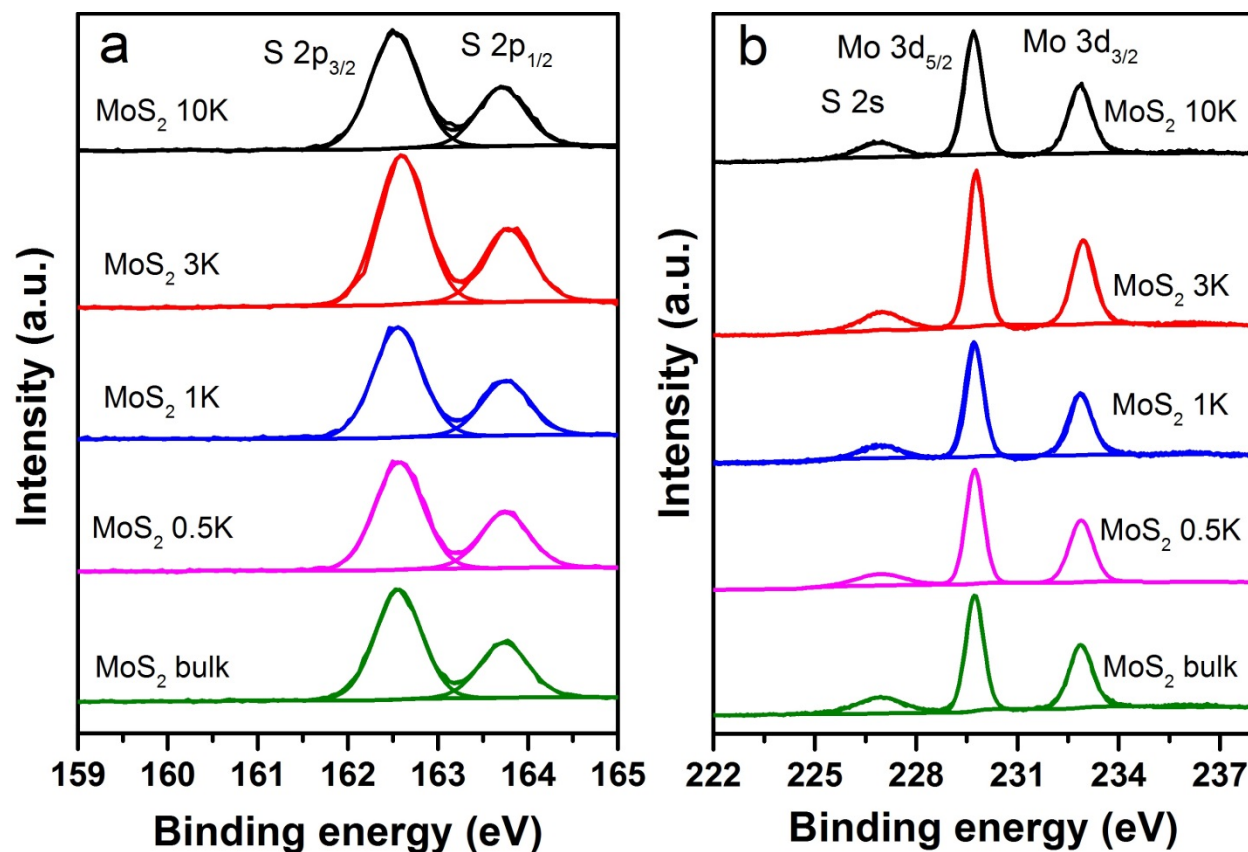 a
S 2p3/2
S 2p1/2
MoS2 10K
MoS2 3K
MoS2 1K
MoS2 0.5K
MoS2 bulk
Intensity (a.u.)
159 160 161 162 163 164 165
Binding energy (eV)
b
Mo 3d5/2
Mo 3d3/2
S 2s
MoS2 10K
MoS2 3K
MoS2 1K
MoS2 0.5K
MoS2 bulk
Intensity (a.u.)
222 225 228 231 234 237
Binding energy (eV)